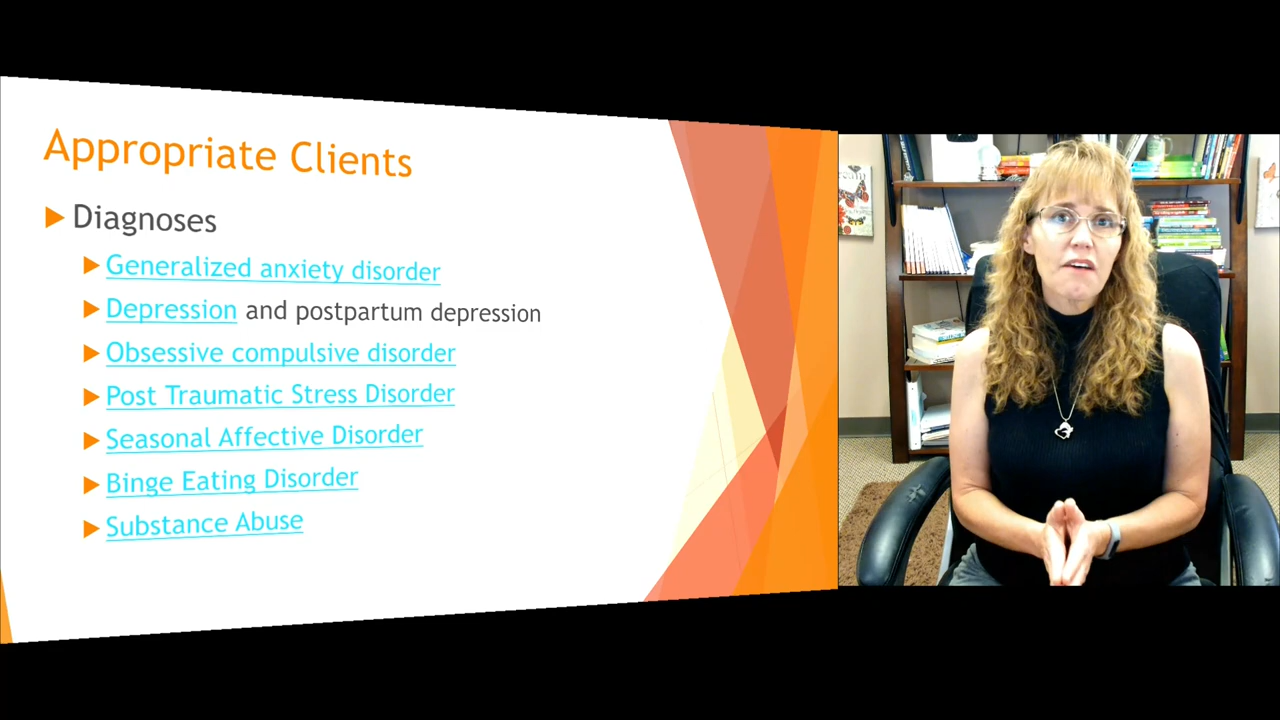 Appropriate Clients
Diagnoses
Generalized anxiety disorder
Depression and postpartum depression
Obsessive compulsive disorder
Post Traumatic Stress Disorder
Seasonal Affective Disorder
Binge Eating Disorder
Substance Abuse